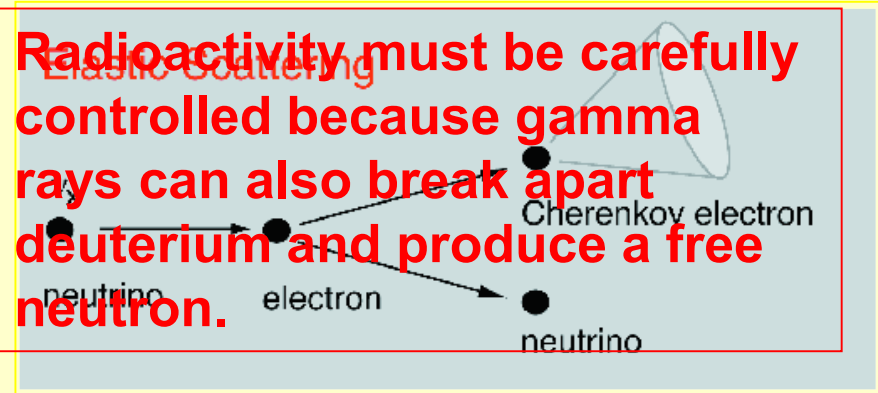 Radioactivity must be carefully
controlled because gamma
rays can also break apart
deuterium and produce a free
neutron.
Elastic Scattering
neutrino
electron
Cherenkov electron
neutrino